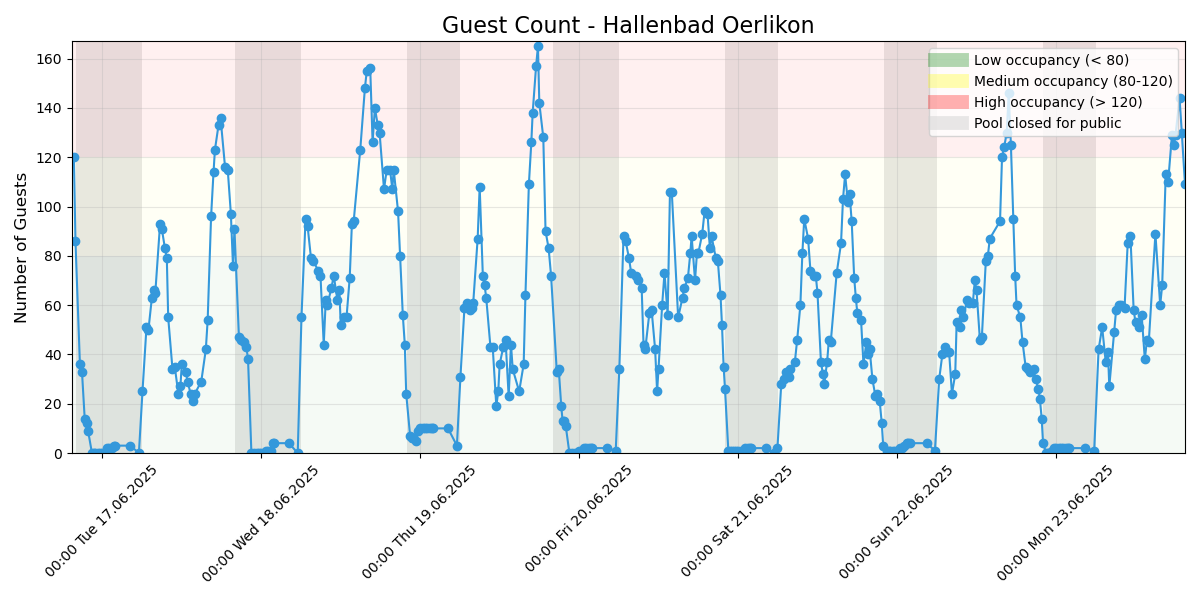 Guest Count - Hallenbad Oerlikon
Number of Guests
160
140
120
100
80
60
40
20
0
Low occupancy (< 80)
Medium occupancy (80-120)
High occupancy (> 120)
Pool closed for public
00:00 Tue 17.06.2025
00:00 Wed 18.06.2025
00:00 Thu 19.06.2025
00:00 Fri 20.06.2025
00:00 Sat 21.06.2025
00:00 Sun 22.06.2025
00:00 Mon 23.06.2025